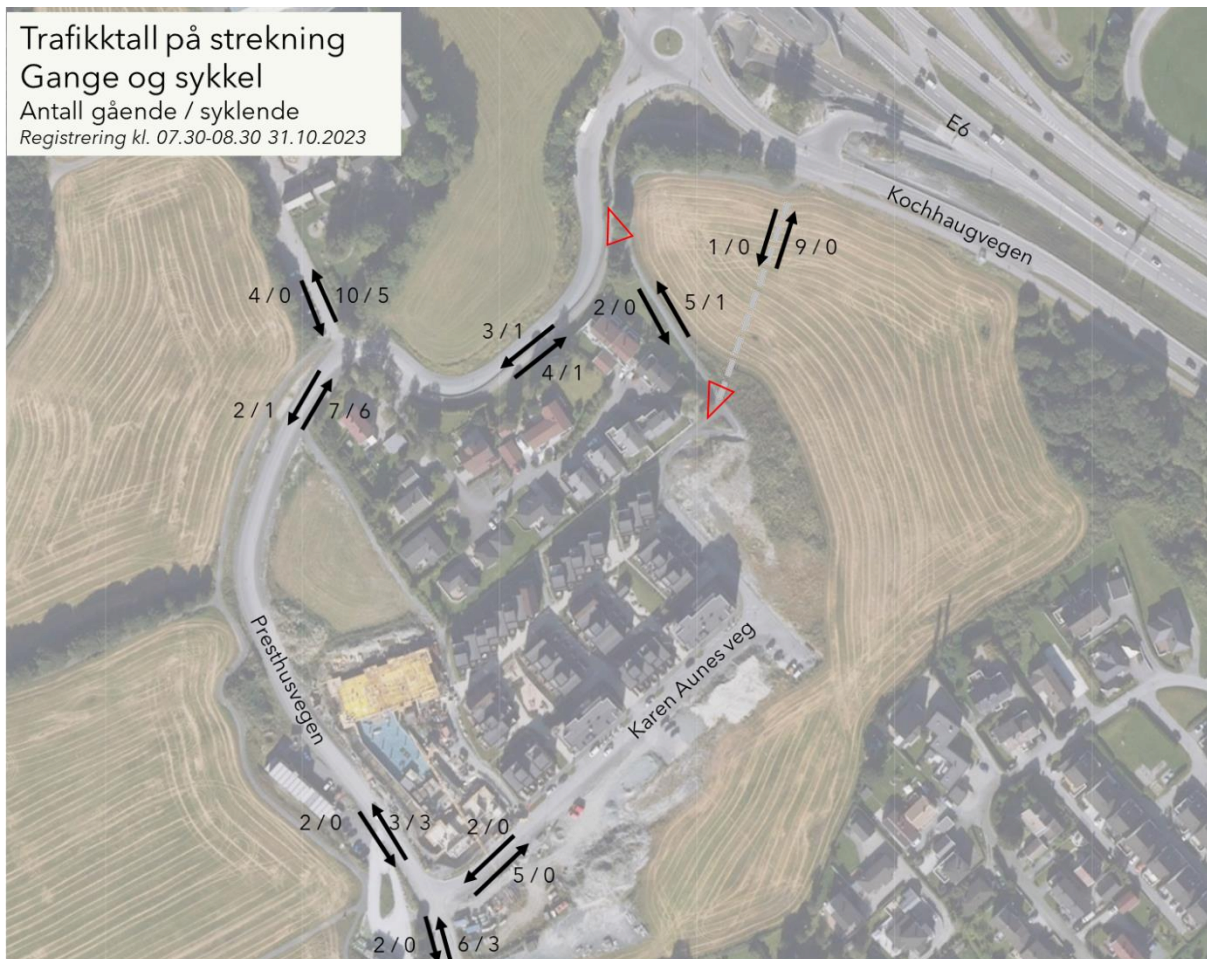 Trafikktall på strekning
Gange og sykkel
Antall gående / syklende
Registrering kl. 07.30-08.30 31.10.2023
E6
Kochhaugvegen
1 / 0
9 / 0
4 / 0
10 / 5
2 / 0
5 / 1
3 / 1
4 / 1
2 / 1
7 / 6
Presthusvegen
Karen Aunes veg
2 / 0
3 / 3
2 / 0
5 / 0
2 / 0
6 / 3